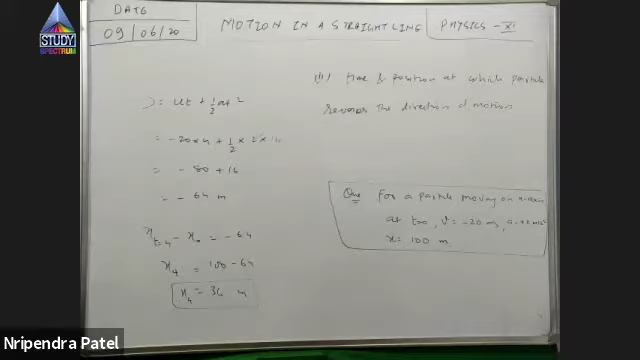 DATE
09/06/20
MOTION IN A STRAIGHT LINE
PHYSICS - XI
STUDY
SPECTRUM
S = ut + 1/2 at²
= -20×4 + 1/2 × 2 × 16
= - 80 + 16
= - 64 m
x t=4 - x₀ = - 64
x₄ = 100 - 64
x₄ = 36 m
time & position at which particle
reverses the direction of motion
Que For a particle moving on x-axis
at t=0, v = -20 m/s, a = +2 m/s²
x = 100 m
Nripendra Patel